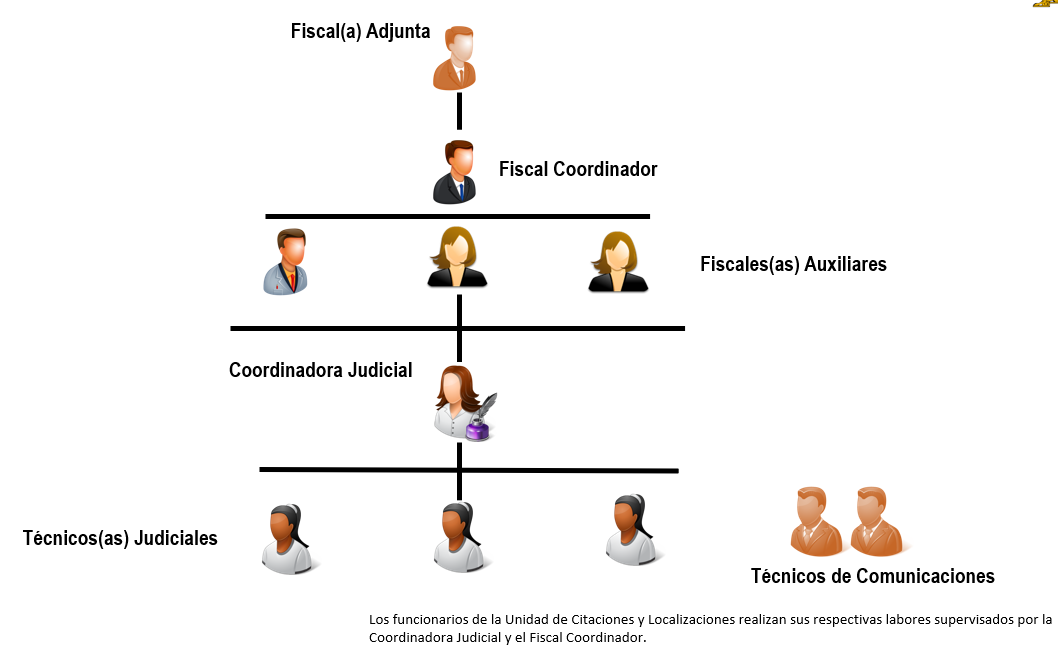 Fiscal(a) Adjunta
Fiscal Coordinador
Fiscales(as) Auxiliares
Coordinadora Judicial
Técnicos(as) Judiciales
Técnicos de Comunicaciones
Los funcionarios de la Unidad de Citaciones y Localizaciones realizan sus respectivas labores supervisados por la
Coordinadora Judicial y el Fiscal Coordinador.